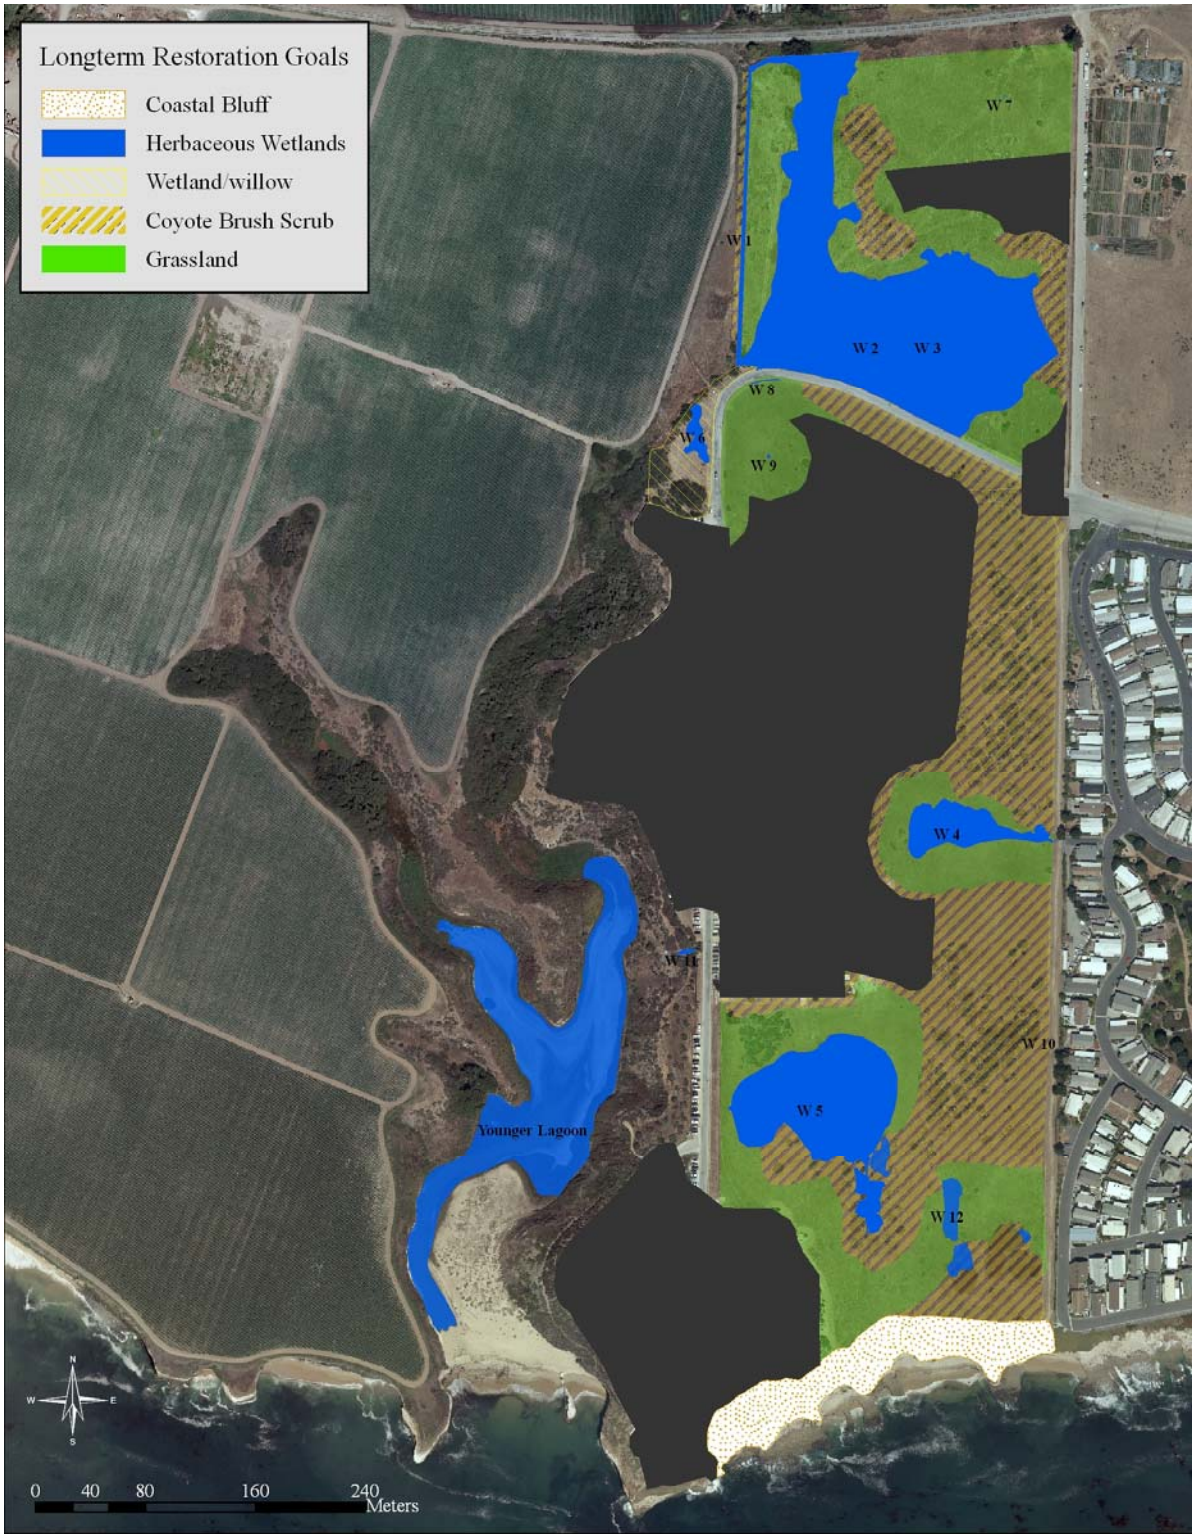 Longterm Restoration Goals
Coastal Bluff
Herbaceous Wetlands
Wetland/willow
Coyote Brush Scrub
Grassland
W 7
W 1
W 2
W 3
W 8
W 6
W 9
W 4
W 11
W 10
W 5
Younger Lagoon
W 12
N
W E
S
0 40 80 160 240
Meters